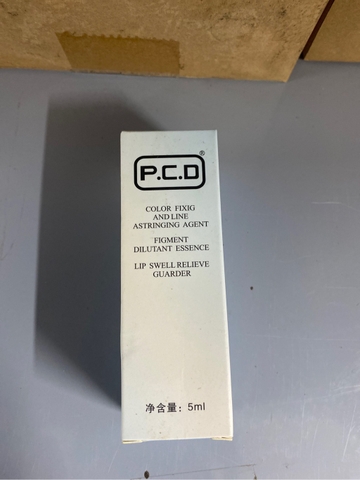 P.C.D®
COLOR FIXIG
AND LINE
ASTRINGING AGENT
FIGMENT
DILUTANT ESSENCE
LIP SWELL RELIEVE
GUARDER
净含量：5ml